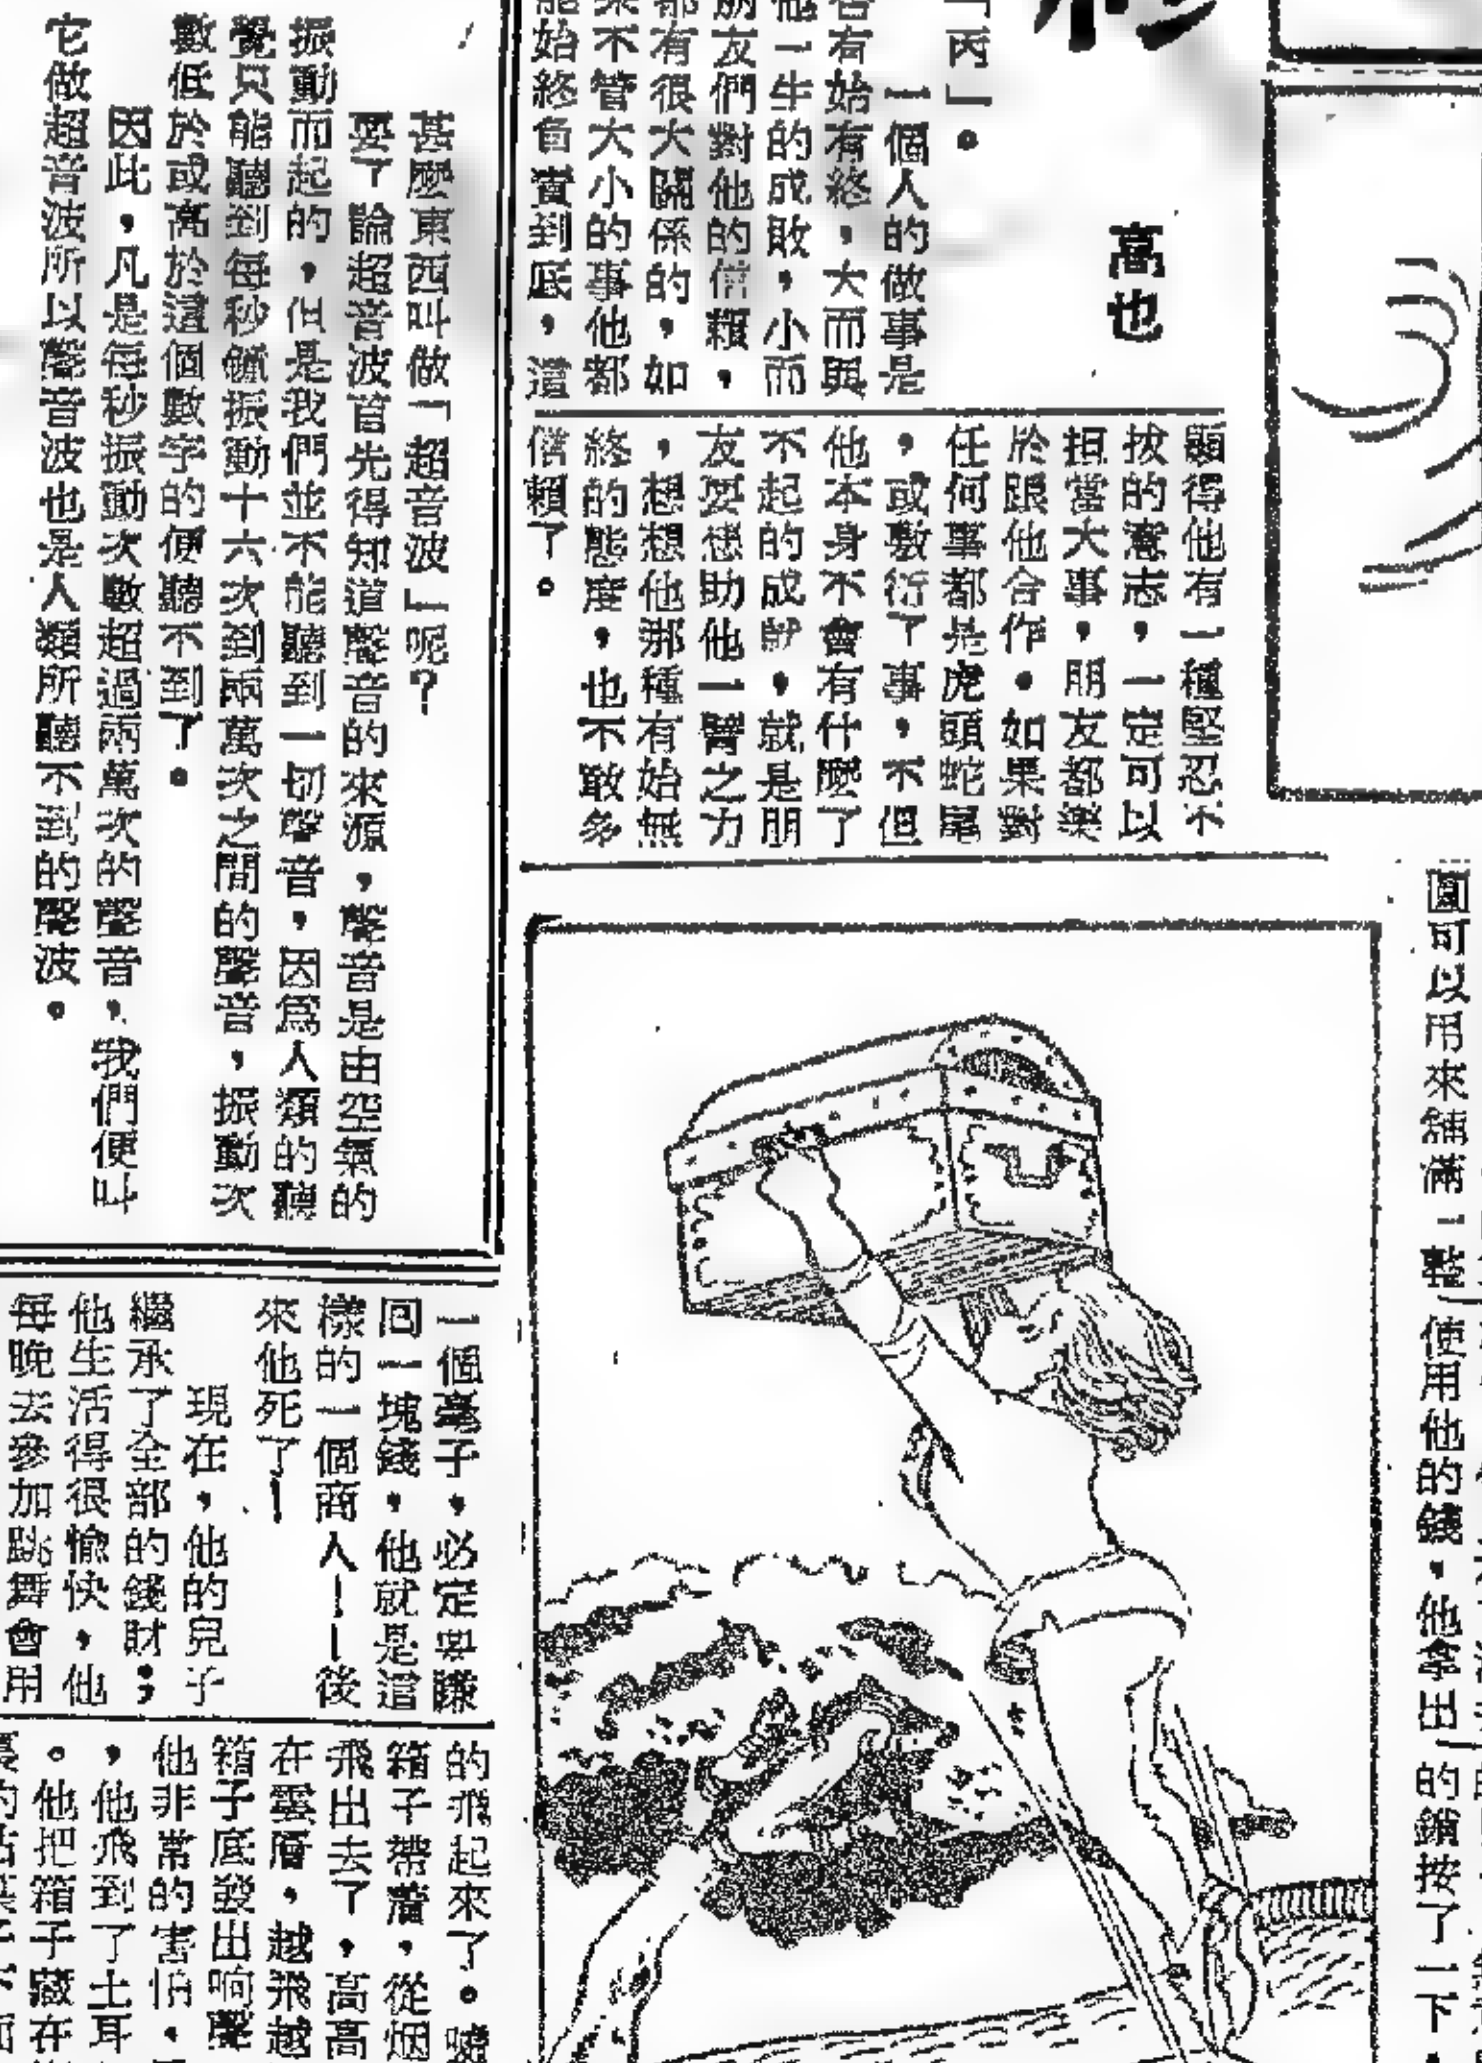 「丙」。
高也
一個人的做事是
否有始有終，大而與
他一生的成敗，小而
朋友們對他的信賴，
都有很大關係的，如
果不管大小的事他都
能始終負責到底，這
顯得他有一種堅忍不
拔的意志，一定可以
担當大事，朋友都樂
於跟他合作。如果對
任何事都是虎頭蛇尾
，或敷衍了事，不但
他本身不會有什麼了
不起的成就，就是朋
友要想助他一臂之力
，想想他那種有始無
終的態度，也不敢多
信賴了。
甚麼東西叫做「超音波」呢？
要了論超音波首先得知道聲音的來源，聲音是由空氣的
振動而起的，但是我們並不能聽到一切聲音，因爲人類的聽
覺只能聽到每秒鐘振動十六次到兩萬次之間的聲音，振動次
數低於或高於這個數字的便聽不到了。
因此，凡是每秒振動次數超過兩萬次的聲音，我們便叫
它做超音波所以聲音波也是人類所聽不到的聲波。
圓可以用來舖滿一整
使用他的錢，他拿出
的鎖按了一下，
一個毫子，必定要賺
回一塊錢，他就是這
樣的一個商人——後
來他死了—
現在，他的兒子
繼承了全部的錢財；
他生活得很愉快，他
每晚去參加跳舞會用
的飛起來了。噓
箱子帶着，從烟
飛出去了，高高
在雲層，越飛越
箱子底發出响聲
他非常的害怕，
，他飛到了土耳
。他把箱子藏在